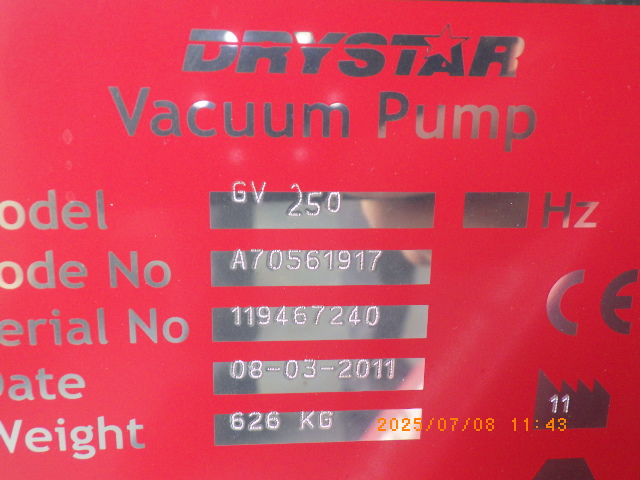 DRYSTAR
Vacuum Pump
odel GV 250 Hz
ode No A70561917
erial No 119467240 CE
Date 08-03-2011
Weight 626 KG 11
2025/07/08 11:43